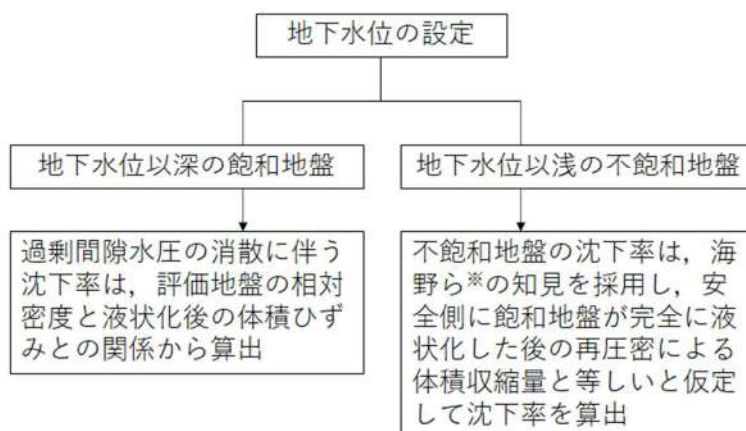 地下水位の設定
地下水位以深の飽和地盤
地下水位以浅の不飽和地盤
過剰間隙水圧の消散に伴う
沈下率は，評価地盤の相対
密度と液状化後の体積ひず
みとの関係から算出
不飽和地盤の沈下率は，海
野ら※の知見を採用し，安
全側に飽和地盤が完全に液
状化した後の再圧密による
体積収縮量と等しいと仮定
して沈下率を算出